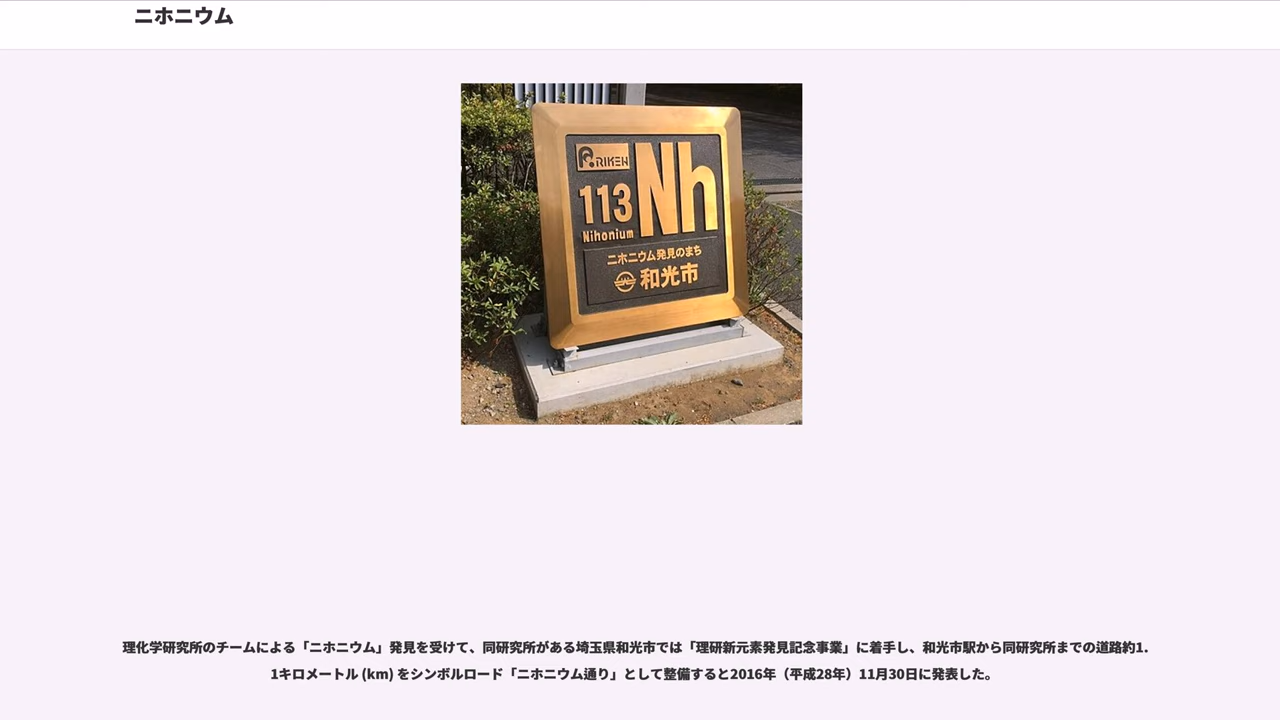 ニホニウム
RIKEN
113
Nh
Nihonium
ニホニウム発見のまち
和光市
理化学研究所のチームによる「ニホニウム」発見を受けて、同研究所がある埼玉県和光市では「理研新元素発見記念事業」に着手し、和光市駅から同研究所までの道路約1.
1キロメートル (km) をシンボルロード「ニホニウム通り」として整備すると2016年（平成28年）11月30日に発表した。